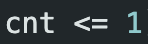 cnt <= 1